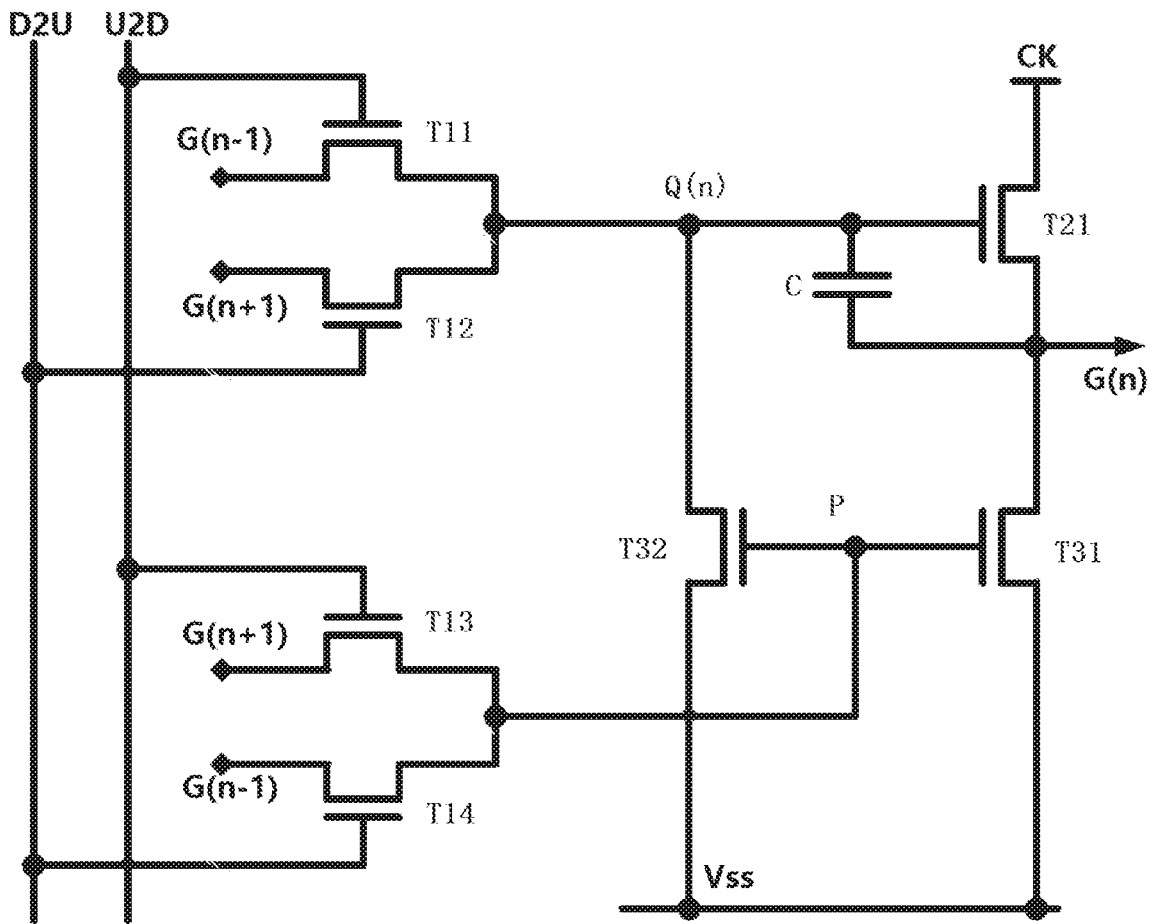 D2U U2D
CK
G(n-1)
T11
Q(n)
T21
G(n+1)
T12
C
G(n)
P
T32
T31
G(n+1)
T13
G(n-1)
T14
Vss